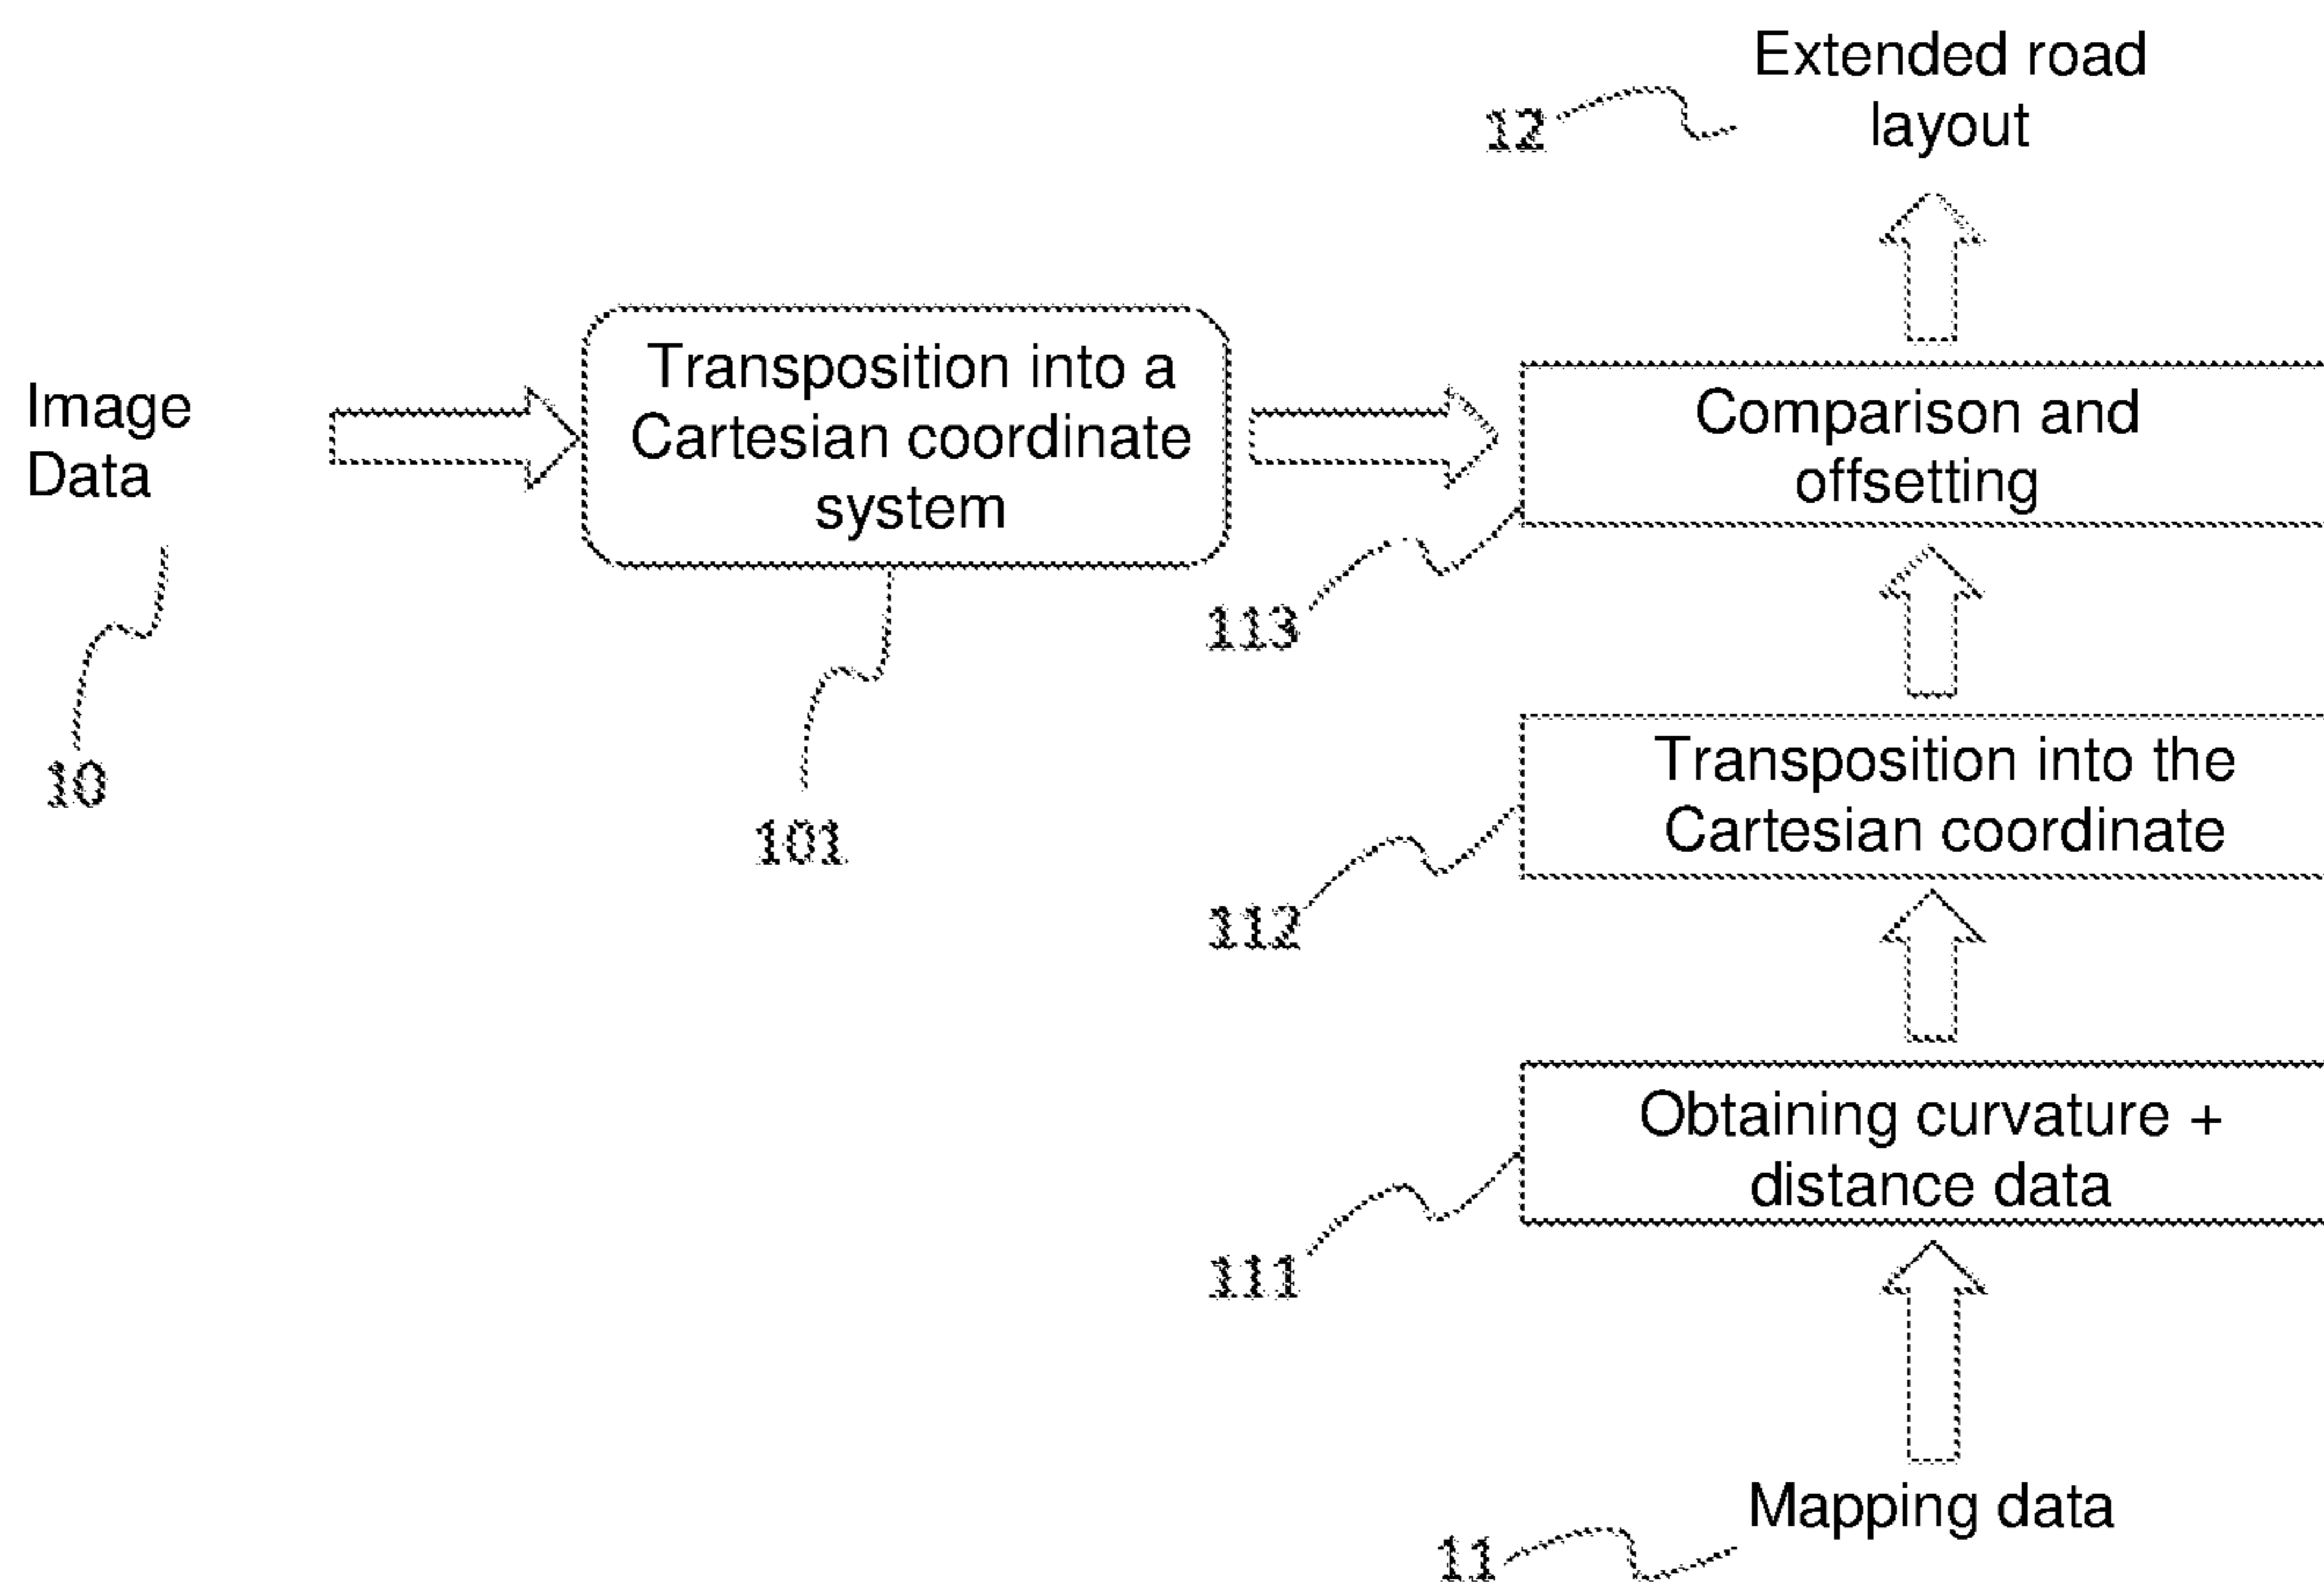 Extended road
layout
12
Image
Data
Transposition into a
Cartesian coordinate
system
Comparison and
offsetting
113
10
101
Transposition into the
Cartesian coordinate
112
Obtaining curvature +
distance data
111
Mapping data
11